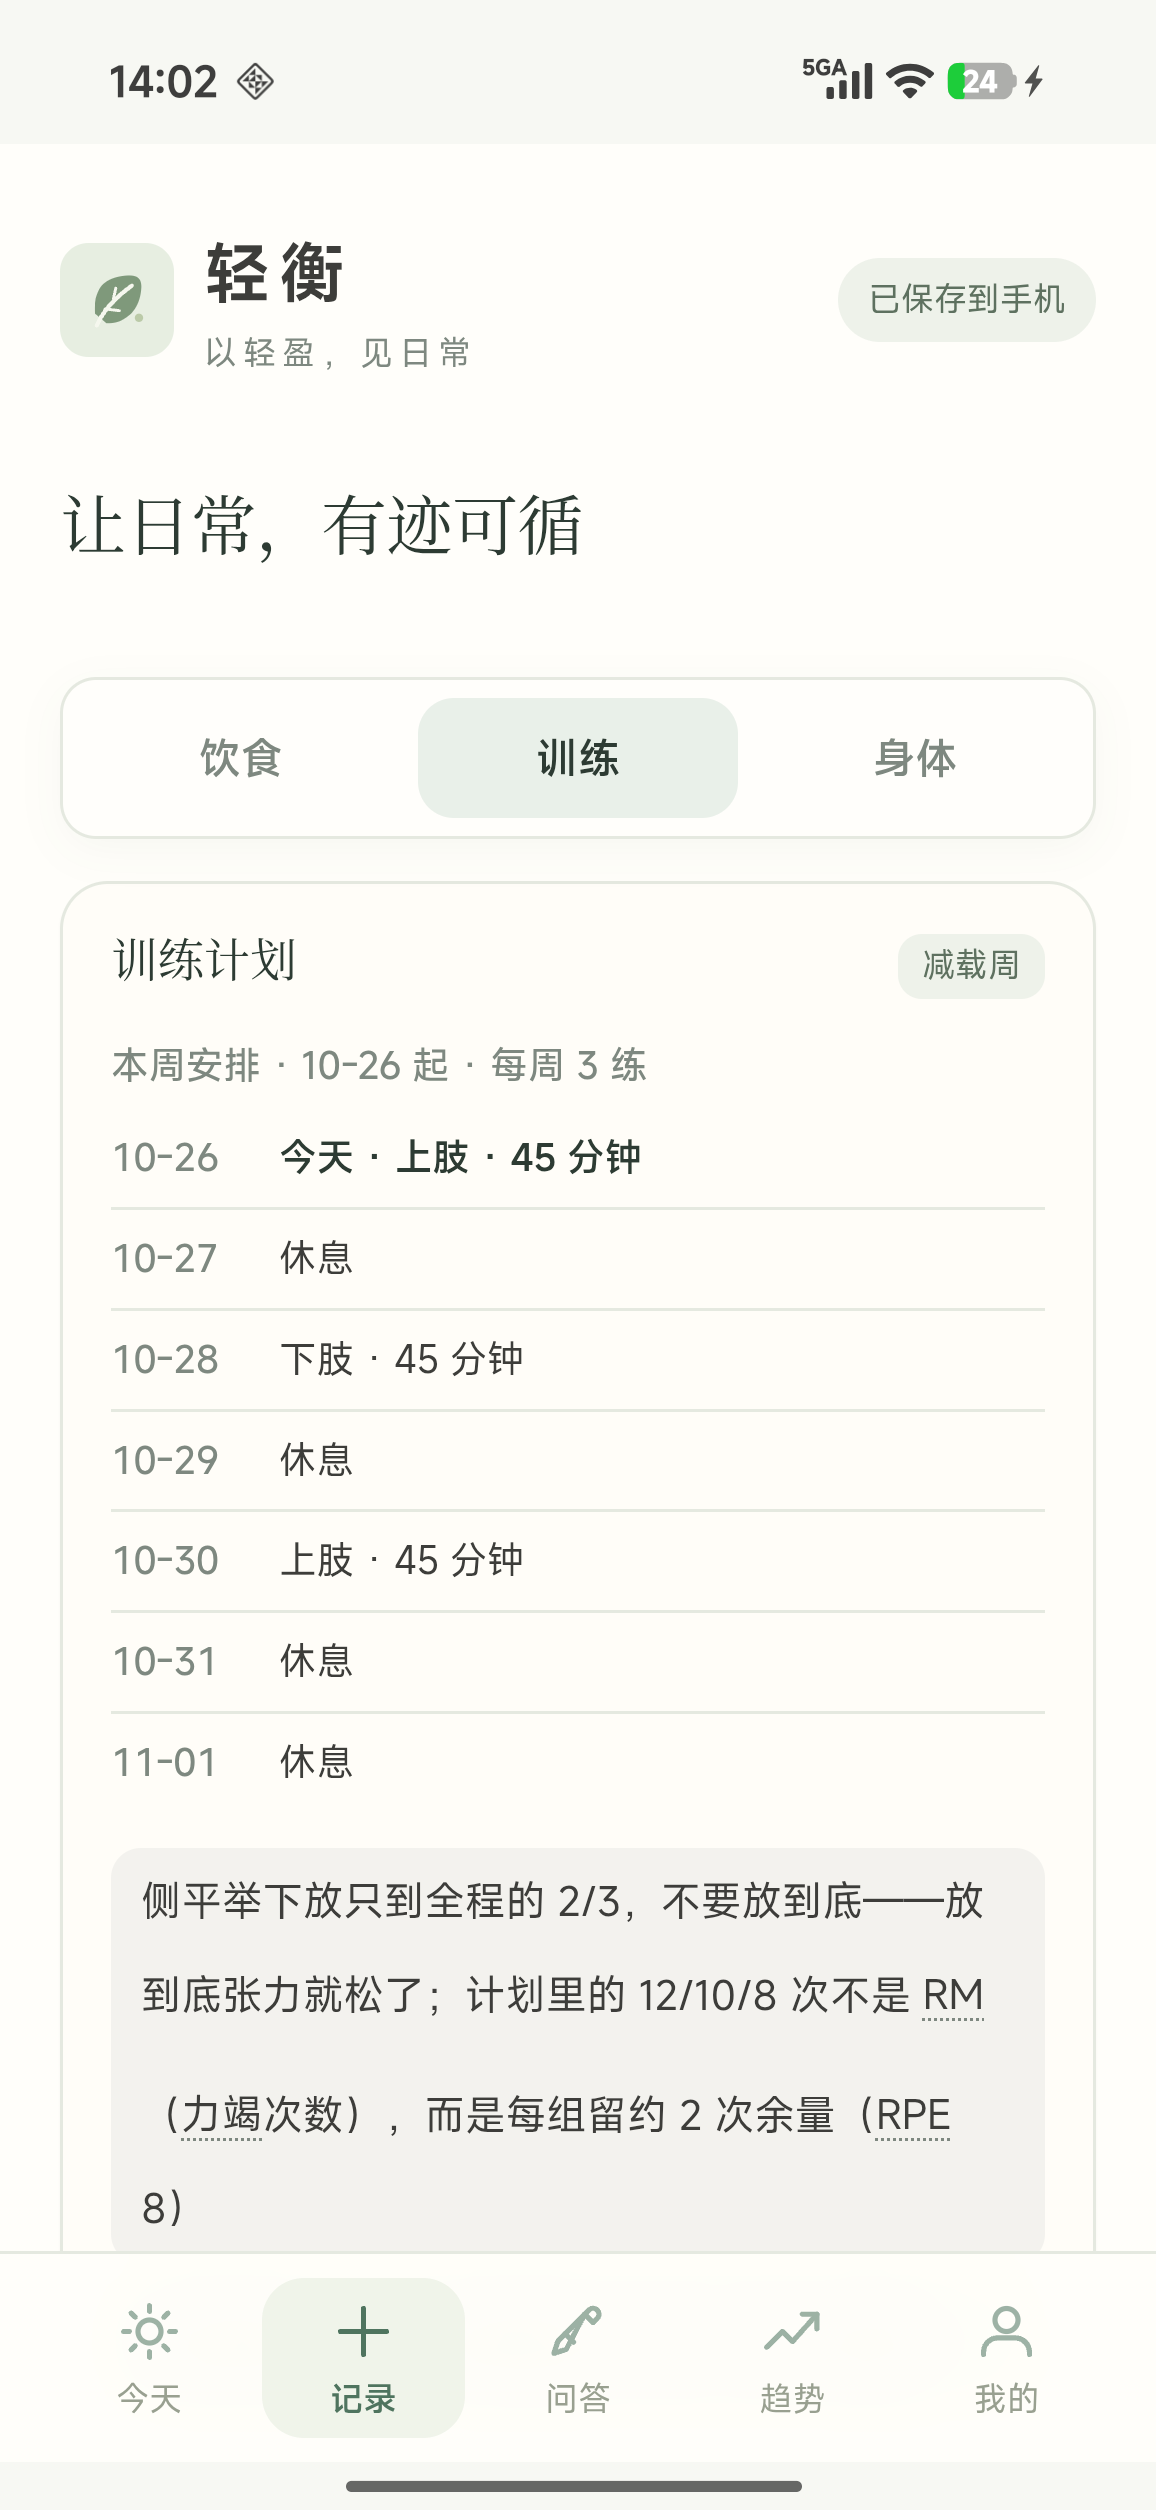 14:02
5GA
24
轻衡
以轻盈，见日常
已保存到手机
让日常，有迹可循
饮食
训练
身体
训练计划
减载周
本周安排 · 10-26 起 · 每周 3 练
10-26 今天 · 上肢 · 45 分钟
10-27 休息
10-28 下肢 · 45 分钟
10-29 休息
10-30 上肢 · 45 分钟
10-31 休息
11-01 休息
侧平举下放只到全程的 2/3，不要放到底——放
到底张力就松了；计划里的 12/10/8 次不是 RM
（力竭次数），而是每组留约 2 次余量（RPE
8）
今天
记录
问答
趋势
我的